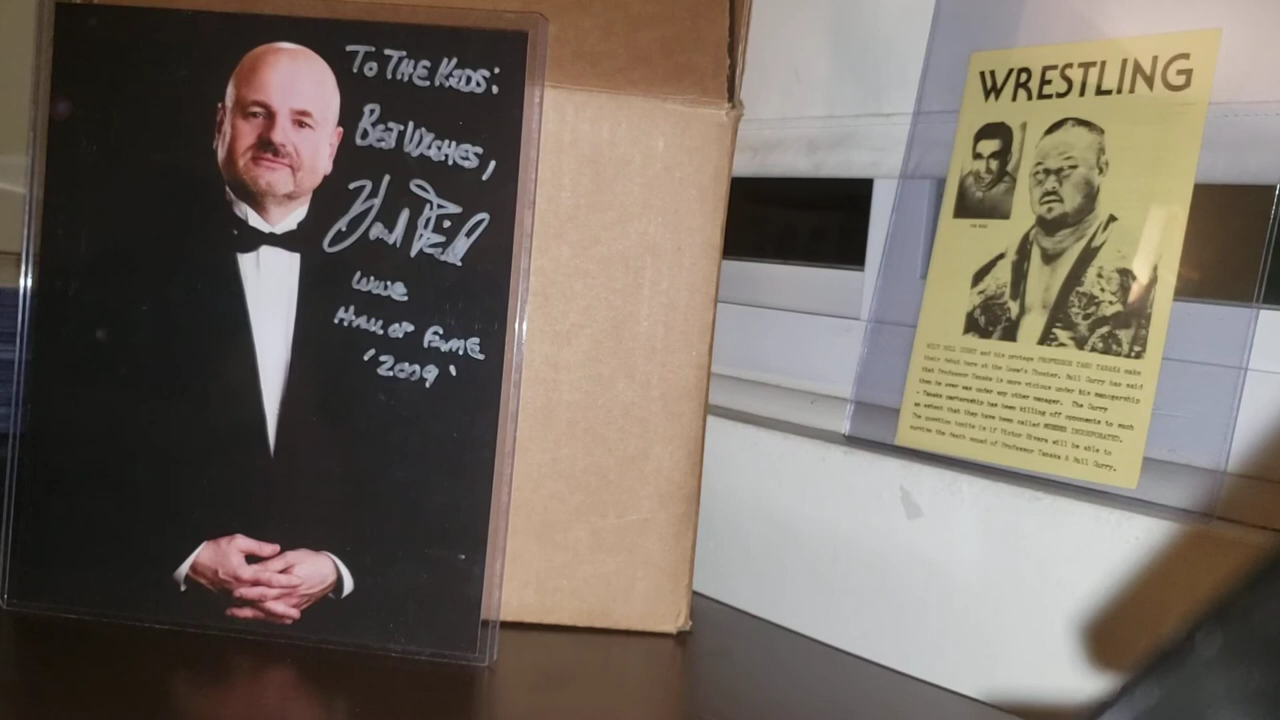 TO THE KIDS:
BEST WISHES,
WWE
HALL OF FAME
'2009'
WRESTLING
WILD BULL CURRY and his protege PROFESSOR TARO TANAKA make
their debut here at the Loew's Theater. Bull Curry has said
that Professor Tanaka is more vicious under his managership
than he ever was under any other manager. The Curry
- Tanaka partnership has been killing off opponents to such
an extent that they have been called MURDER INCORPORATED.
The question tonite is if Victor Rivera will be able to
survive the death squad of Professor Tanaka & Bull Curry.